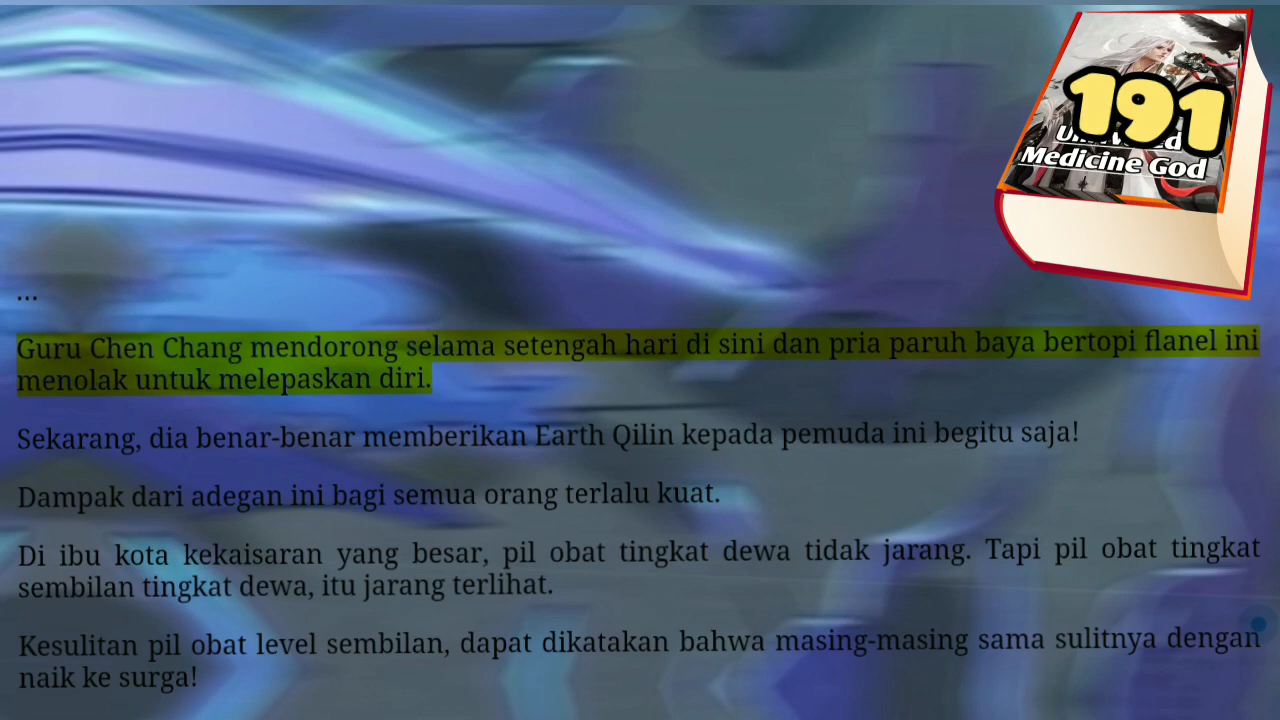 191
Medicine God
...
Guru Chen Chang mendorong selama setengah hari di sini dan pria paruh baya bertopi flanel ini
menolak untuk melepaskan diri.
Sekarang, dia benar-benar memberikan Earth Qilin kepada pemuda ini begitu saja!
Dampak dari adegan ini bagi semua orang terlalu kuat.
Di ibu kota kekaisaran yang besar, pil obat tingkat dewa tidak jarang. Tapi pil obat tingkat
sembilan tingkat dewa, itu jarang terlihat.
Kesulitan pil obat level sembilan, dapat dikatakan bahwa masing-masing sama sulitnya dengan
naik ke surga!